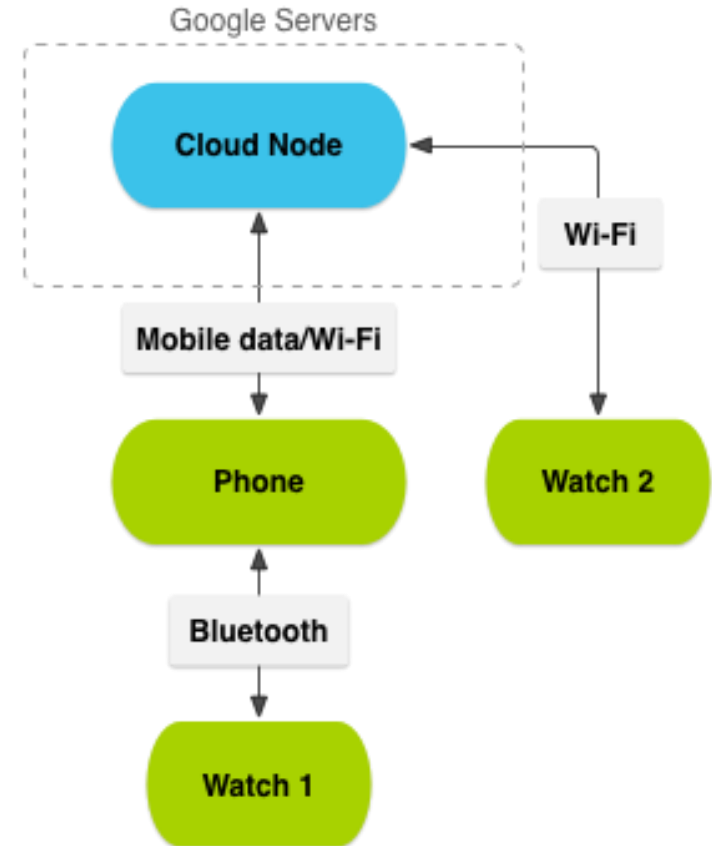 Google Servers
Cloud Node
Wi-Fi
Mobile data/Wi-Fi
Phone
Watch 2
Bluetooth
Watch 1